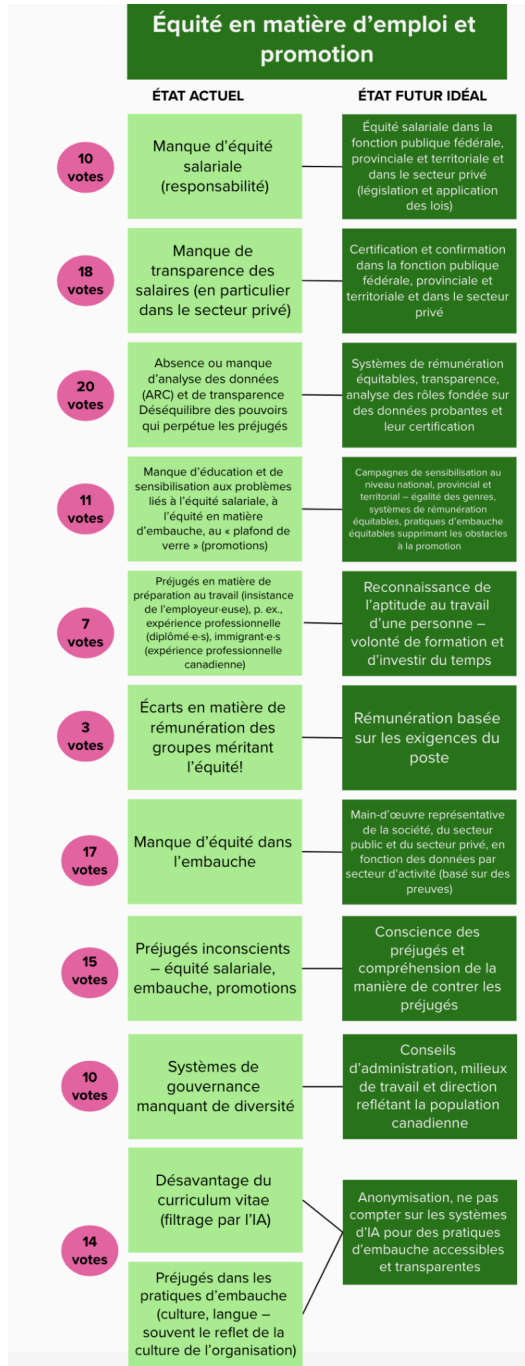 Équité en matière d’emploi et
promotion
ÉTAT ACTUEL
ÉTAT FUTUR IDÉAL
10
votes
Manque d’équité
salariale
(responsabilité)
Équité salariale dans la
fonction publique fédérale,
provinciale et territoriale et
dans le secteur privé
(législation et application
des lois)
18
votes
Manque de
transparence des
salaires (en particulier
dans le secteur privé)
Certification et confirmation
dans la fonction publique
fédérale, provinciale et
territoriale et dans le secteur
privé
20
votes
Absence ou manque
d’analyse des données
(ARC) et de transparence
Déséquilibre des pouvoirs
qui perpétue les préjugés
Systèmes de rémunération
équitables, transparence,
analyse des rôles fondée sur
des données probantes et
leur certification
11
votes
Manque d’éducation et de
sensibilisation aux problèmes
liés à l’équité salariale, à
l’équité en matière
d’embauche, au « plafond de
verre » (promotions)
Campagnes de sensibilisation au
niveau national, provincial et
territorial – égalité des genres,
systèmes de rémunération
équitables, pratiques d’embauche
équitables supprimant les obstacles
à la promotion
7
votes
Préjugés en matière de
préparation au travail (insistance
de l’employeur·euse), p. ex.,
expérience professionnelle
(diplômé·e·s), immigrant·e·s
(expérience professionnelle
canadienne)
Reconnaissance de
l’aptitude au travail
d’une personne –
volonté de formation et
d’investir du temps
3
votes
Écarts en matière de
rémunération des
groupes méritant
l’équité!
Rémunération basée
sur les exigences du
poste
17
votes
Manque d’équité dans
l’embauche
Main-d’œuvre représentative
de la société, du secteur
public et du secteur privé, en
fonction des données par
secteur d’activité (basé sur des
preuves)
15
votes
Préjugés inconscients
– équité salariale,
embauche, promotions
Conscience des
préjugés et
compréhension de la
manière de contrer les
préjugés
10
votes
Systèmes de
gouvernance
manquant de diversité
Conseils
d’administration, milieux
de travail et direction
reflétant la population
canadienne
14
votes
Désavantage du
curriculum vitae
(filtrage par l’IA)
Préjugés dans les
pratiques d’embauche
(culture, langue –
souvent le reflet de la
culture de l’organisation)
Anonymisation, ne pas
compter sur les systèmes
d’IA pour des pratiques
d’embauche accessibles
et transparentes